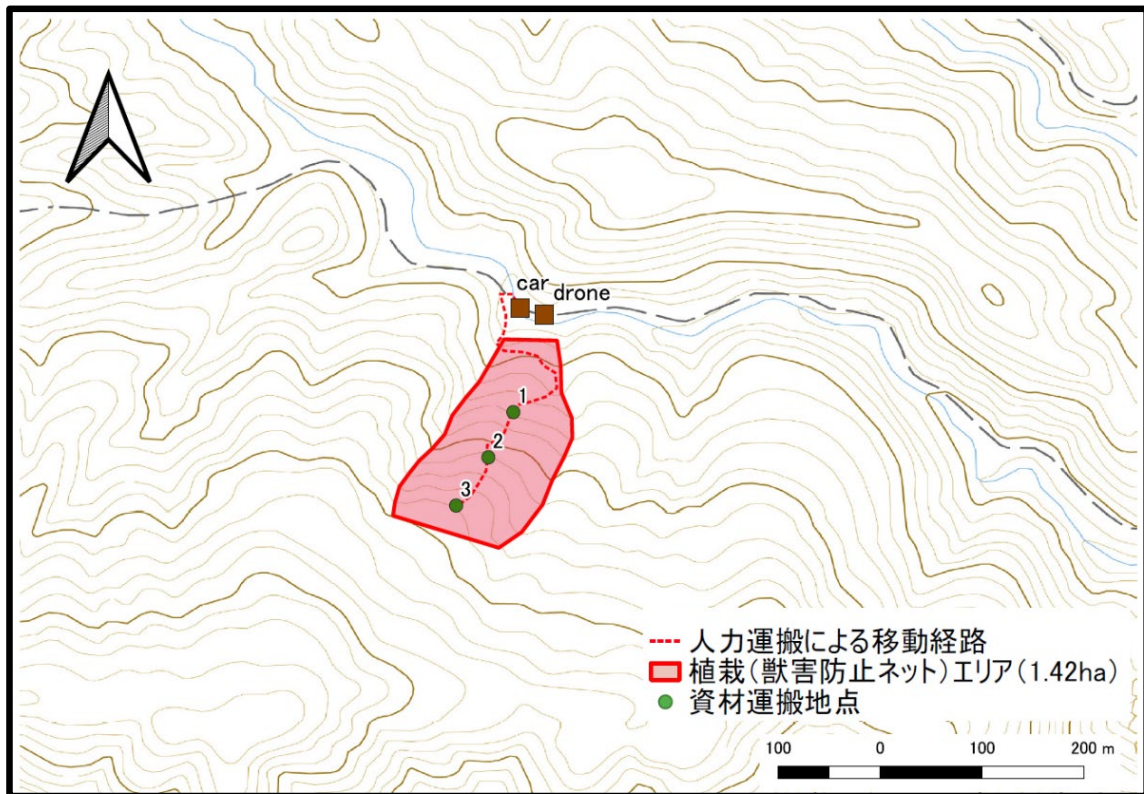 car
drone
1
2
3
人力運搬による移動経路
植栽(獣害防止ネット)エリア(1.42ha)
資材運搬地点
100 0 100 200 m